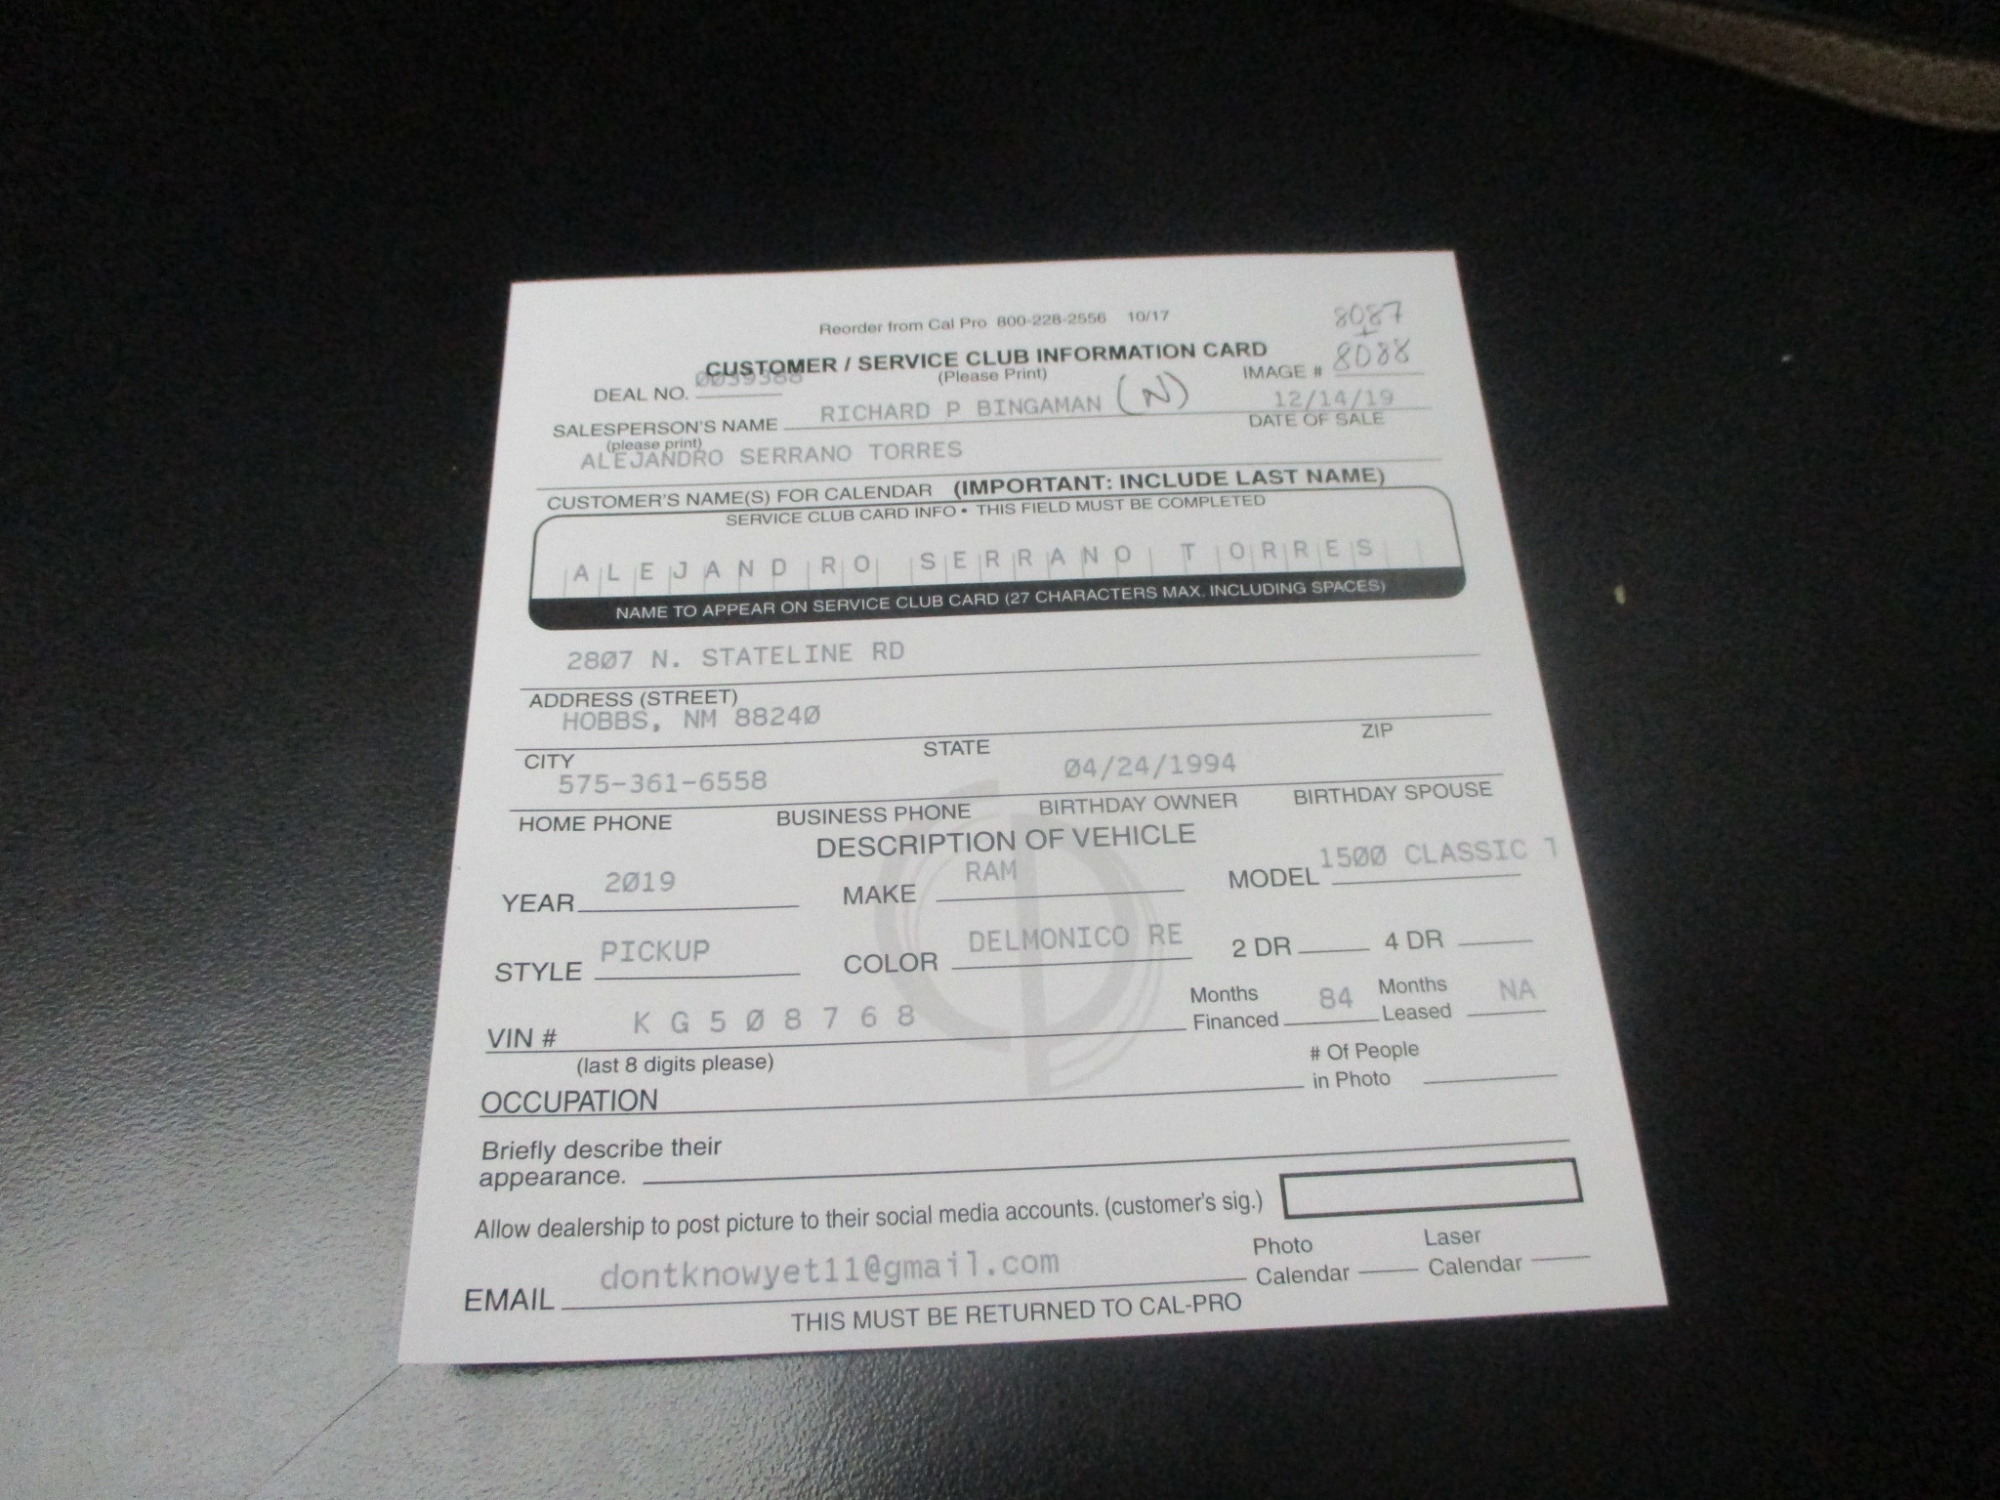 Reorder from Cal Pro 800-228-2556 10/17
8087
+
CUSTOMER / SERVICE CLUB INFORMATION CARD
(Please Print)
DEAL NO. 0039388 IMAGE # 8088
SALESPERSON'S NAME RICHARD P BINGAMAN (N) 12/14/19
(please print) DATE OF SALE
ALEJANDRO SERRANO TORRES
CUSTOMER'S NAME(S) FOR CALENDAR (IMPORTANT: INCLUDE LAST NAME)
SERVICE CLUB CARD INFO • THIS FIELD MUST BE COMPLETED
ALEJANDRO SERRANO TORRES
NAME TO APPEAR ON SERVICE CLUB CARD (27 CHARACTERS MAX. INCLUDING SPACES)
2807 N. STATELINE RD
ADDRESS (STREET)
HOBBS, NM 88240
CITY STATE ZIP
575-361-6558 04/24/1994
HOME PHONE BUSINESS PHONE BIRTHDAY OWNER BIRTHDAY SPOUSE
DESCRIPTION OF VEHICLE
YEAR 2019 MAKE RAM MODEL 1500 CLASSIC T
STYLE PICKUP COLOR DELMONICO RE 2 DR 4 DR
VIN # KG508768 Months Financed 84 Months Leased NA
(last 8 digits please)
OCCUPATION # Of People in Photo
Briefly describe their
appearance.
Allow dealership to post picture to their social media accounts. (customer's sig.)
EMAIL dontknowyet11@gmail.com Photo Calendar Laser Calendar
THIS MUST BE RETURNED TO CAL-PRO